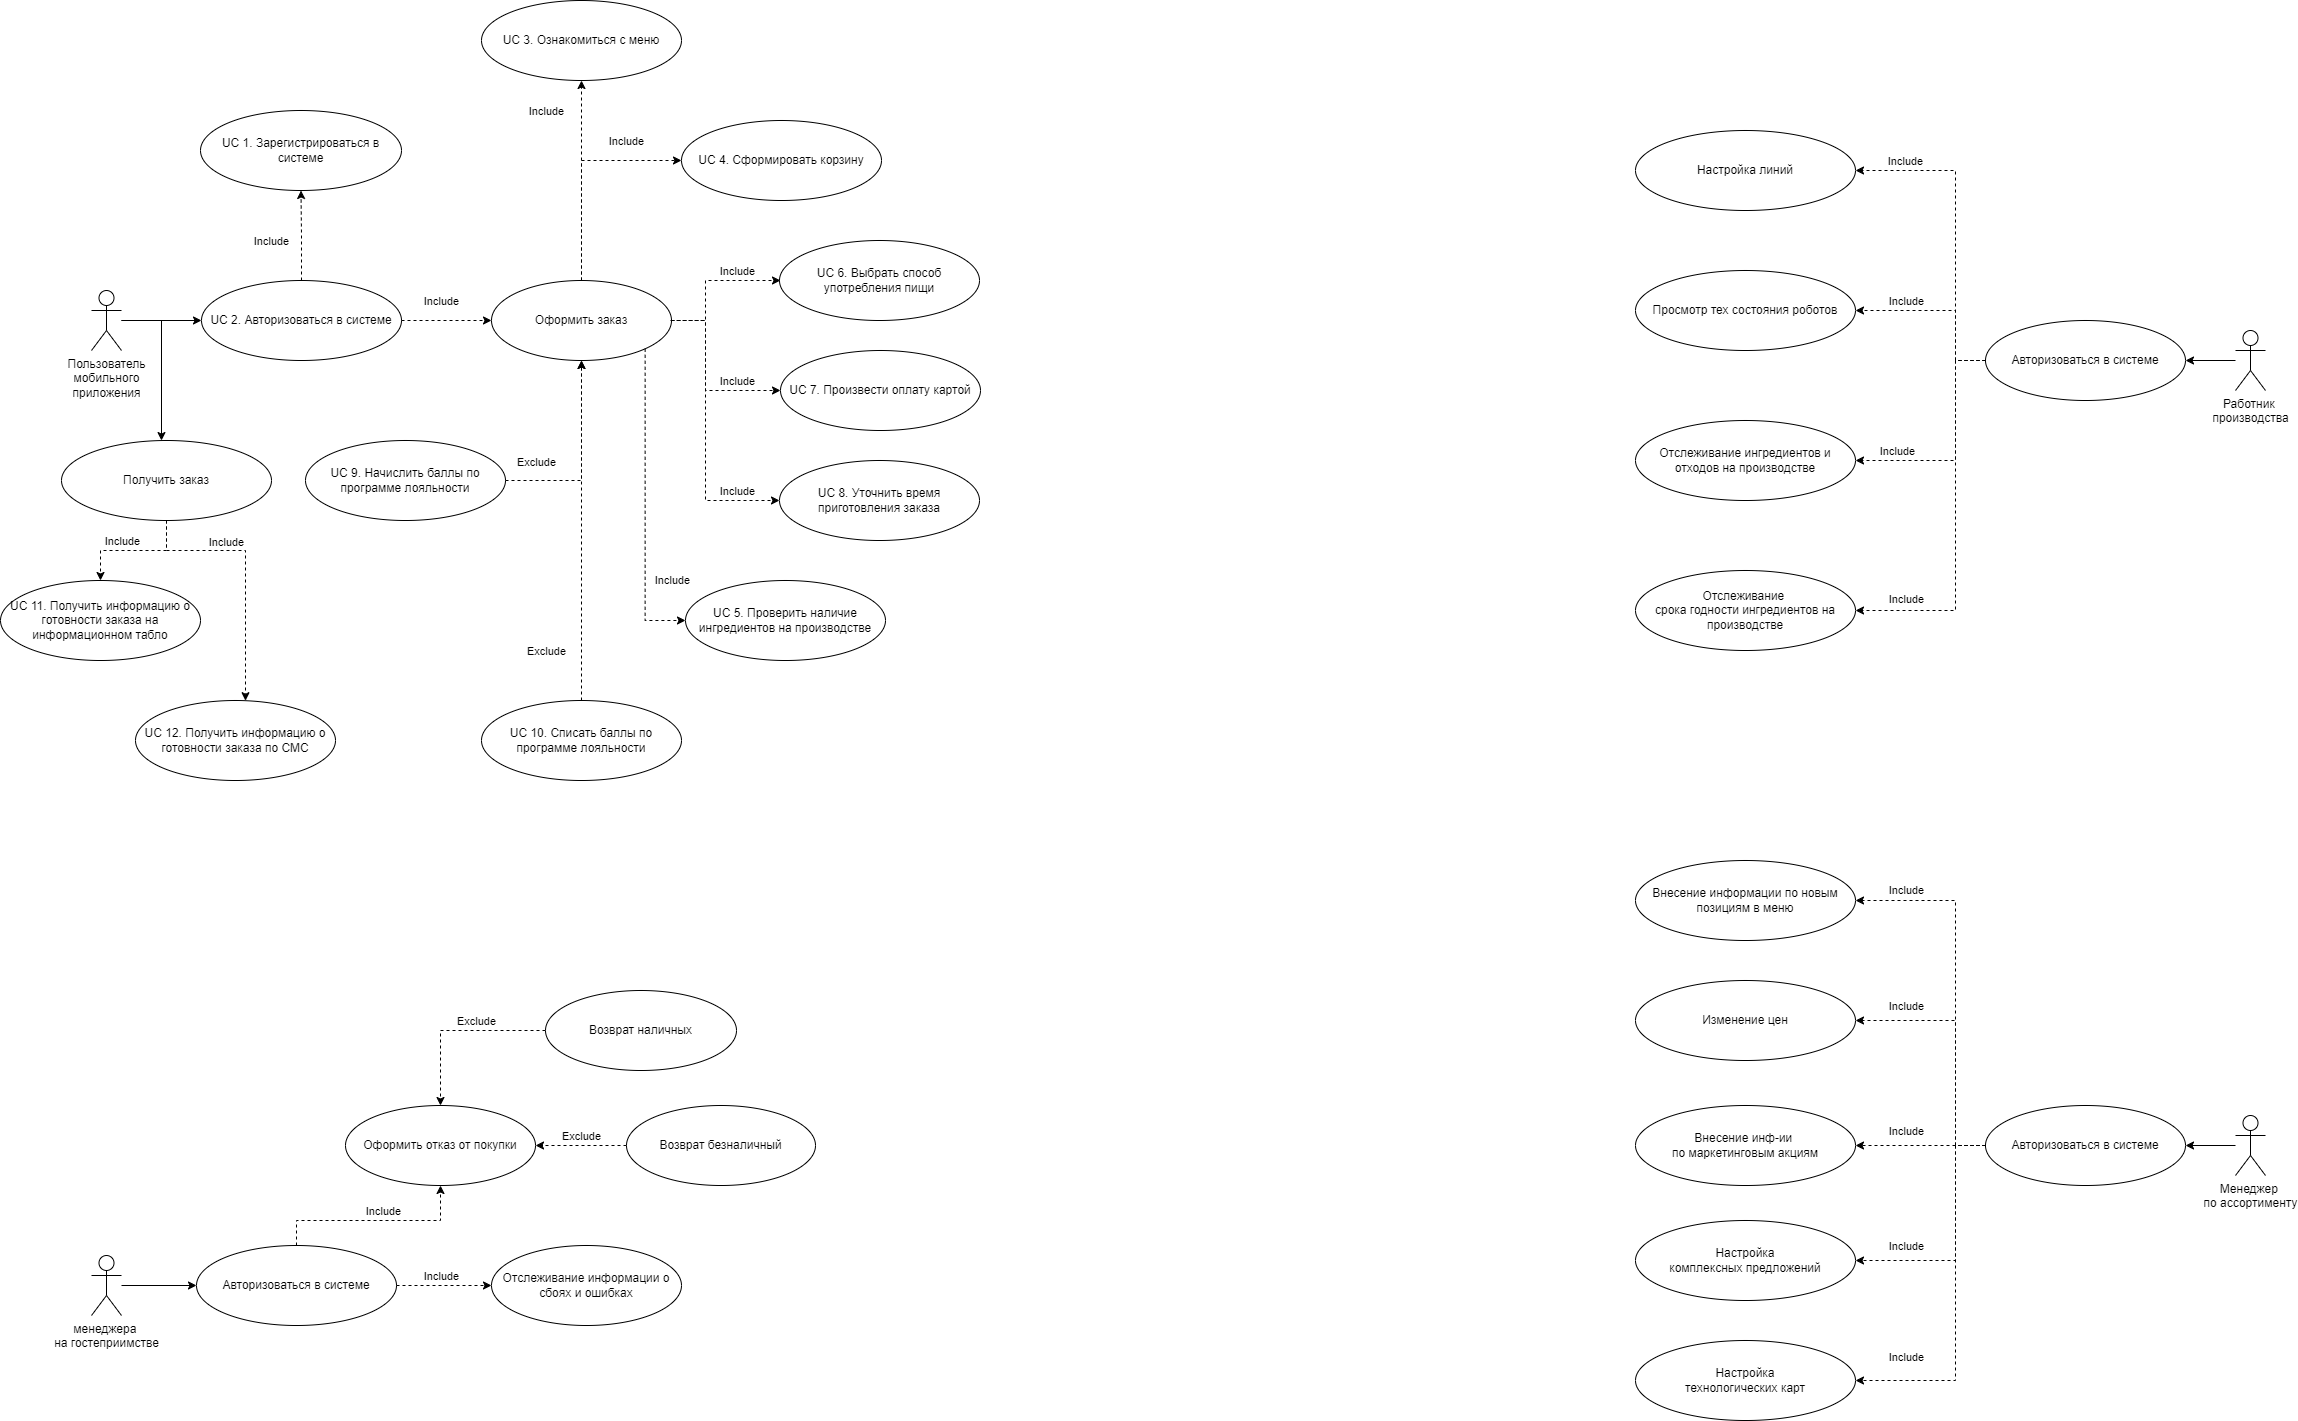 UC 3. Ознакомиться с меню
Include
Include
UC 4. Сформировать корзину
UC 1. Зарегистрироваться в
системе
Include
UC 2. Авторизоваться в системе
Include
Оформить заказ
Пользователь
мобильного
приложения
Include
UC 6. Выбрать способ
употребления пищи
Include
UC 7. Произвести оплату картой
Include
UC 8. Уточнить время
приготовления заказа
Получить заказ
UC 9. Начислить баллы по
программе лояльности
Exclude
Include
Include
UC 11. Получить информацию о
готовности заказа на
информационном табло
Include
UC 5. Проверить наличие
ингредиентов на производстве
Exclude
UC 12. Получить информацию о
готовности заказа по СМС
UC 10. Списать баллы по
программе лояльности
Настройка линий
Include
Просмотр тех состояния роботов
Include
Авторизоваться в системе
Работник
производства
Отслеживание ингредиентов и
отходов на производстве
Include
Отслеживание
срока годности ингредиентов на
производстве
Include
Exclude
Возврат наличных
Оформить отказ от покупки
Exclude
Возврат безналичный
Include
Авторизоваться в системе
Include
Отслеживание информации о
сбоях и ошибках
менеджера
на гостеприимстве
Внесение информации по новым
позициям в меню
Include
Изменение цен
Include
Внесение инф-ии
по маркетинговым акциям
Include
Авторизоваться в системе
Менеджер
по ассортименту
Настройка
комплексных предложений
Include
Настройка
технологических карт
Include